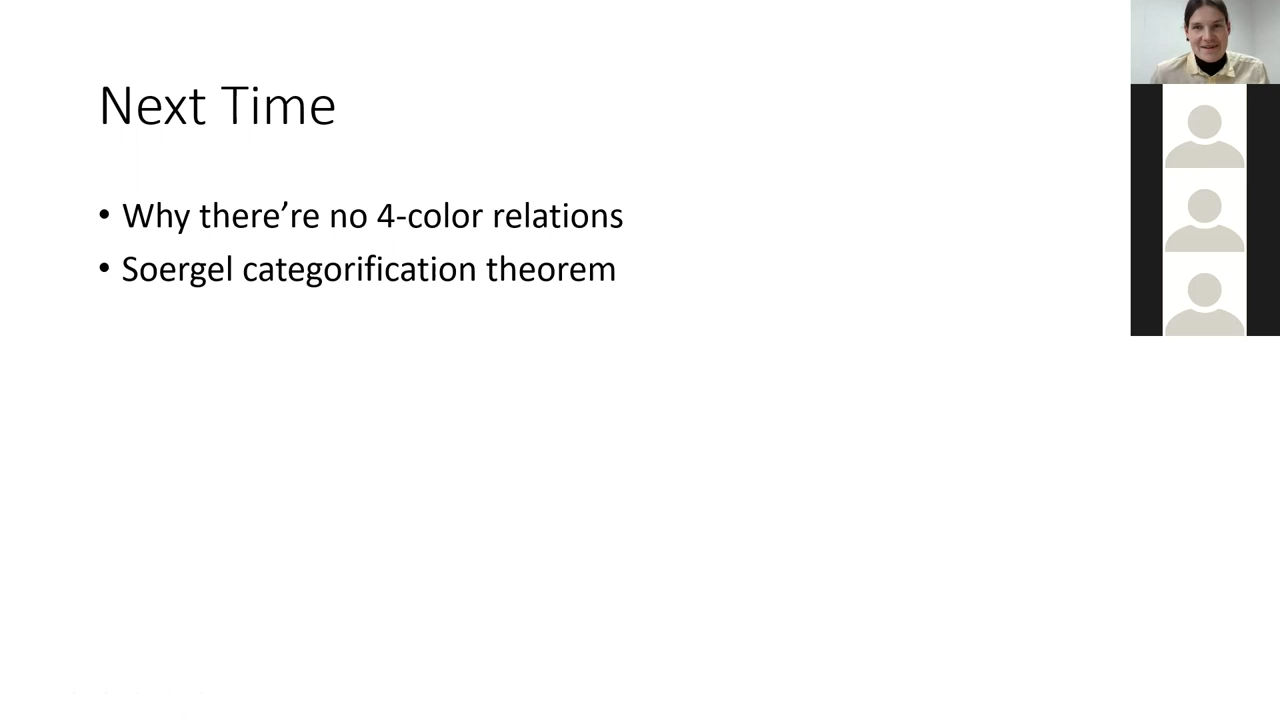 Next Time
• Why there’re no 4-color relations
• Soergel categorification theorem